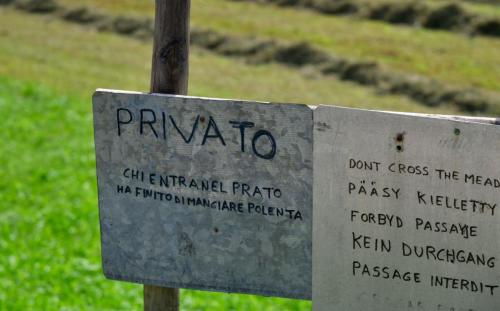 PRIVATO
CHI ENTRA NEL PRATO
HA FINITO DI MANGIARE POLENTA
DONT CROSS THE MEAD
PÄÄSY KIELLETTY
FORBYD PASSAYJE
KEIN DURCHGANG
PASSAGE INTERDIT